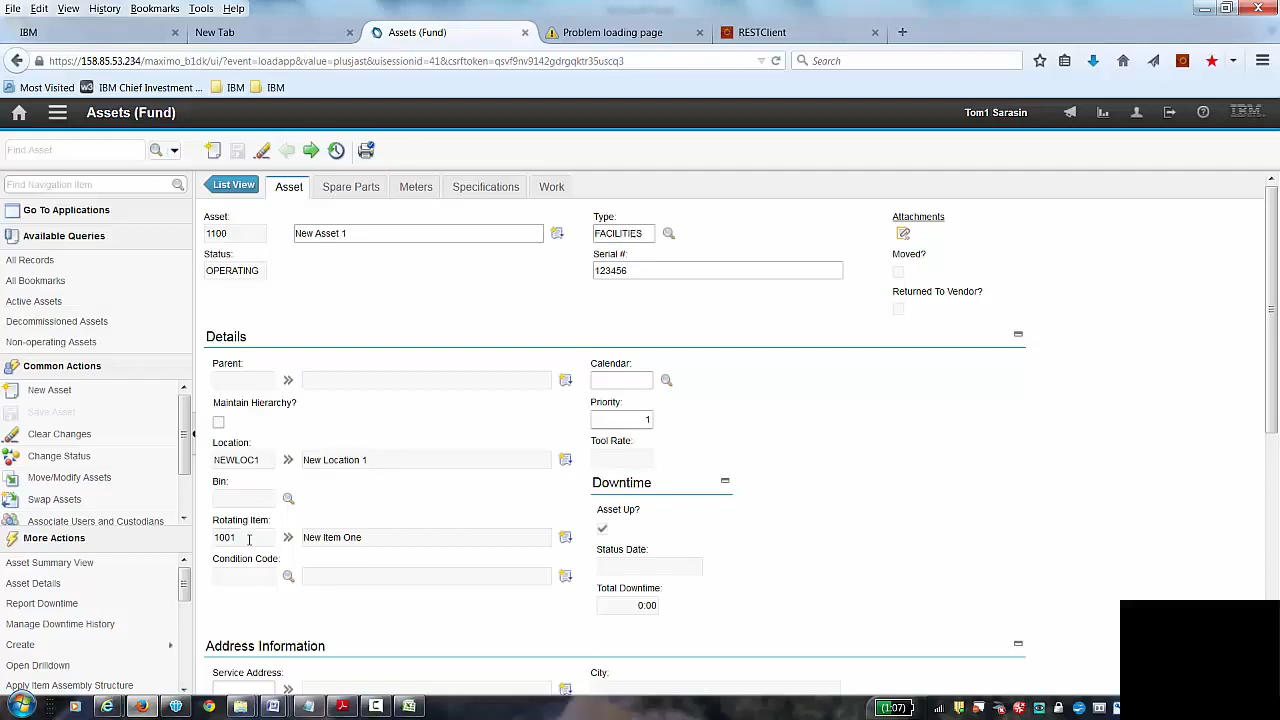 File Edit View History Bookmarks Tools Help
IBM
New Tab
Assets (Fund)
Problem loading page
RESTClient
https://158.85.53.234/maximo_b1dk/ui/?event=loadapp&value=plusjast&uisessionid=41&csrftoken=qsvf9nv9142gdrgqktr35uscq3
Search
Most Visited
IBM Chief Investment ...
IBM
IBM
Assets (Fund)
Tom1 Sarasin
IBM
Find Asset
Find Navigation Item
List View
Asset
Spare Parts
Meters
Specifications
Work
Go To Applications
Available Queries
All Records
All Bookmarks
Active Assets
Decommissioned Assets
Non-operating Assets
Common Actions
New Asset
Save Asset
Clear Changes
Change Status
Move/Modify Assets
Swap Assets
Associate Users and Custodians
More Actions
Asset Summary View
Asset Details
Report Downtime
Manage Downtime History
Create
Open Drilldown
Apply Item Assembly Structure
Asset:
1100
New Asset 1
Status:
OPERATING
Type:
FACILITIES
Serial #:
123456
Attachments
Moved?
Returned To Vendor?
Details
Parent:
Maintain Hierarchy?
Location:
NEWLOC1
New Location 1
Bin:
Rotating Item:
1001
New Item One
Condition Code:
Calendar:
Priority:
1
Tool Rate:
Downtime
Asset Up?
Status Date:
Total Downtime:
0:00
Address Information
Service Address:
City:
(1:07)